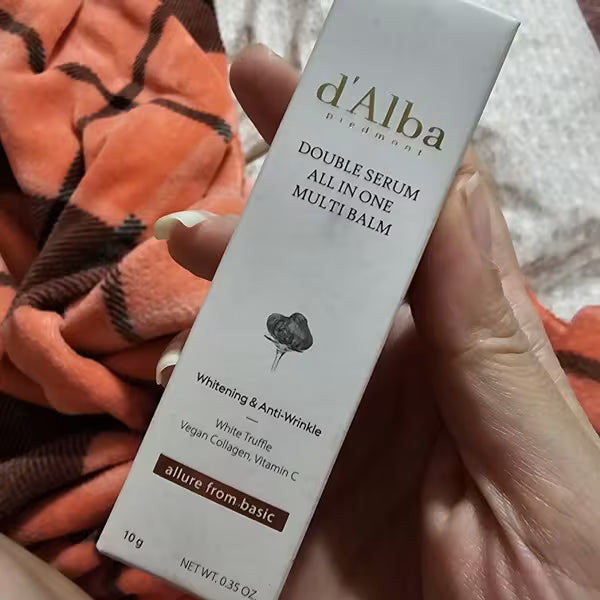 d'Alba
piedmont
DOUBLE SERUM
ALL IN ONE
MULTI BALM
Whitening & Anti-Wrinkle
White Truffle
Vegan Collagen, Vitamin C
allure from basic
10 g
NET WT. 0.35 OZ.